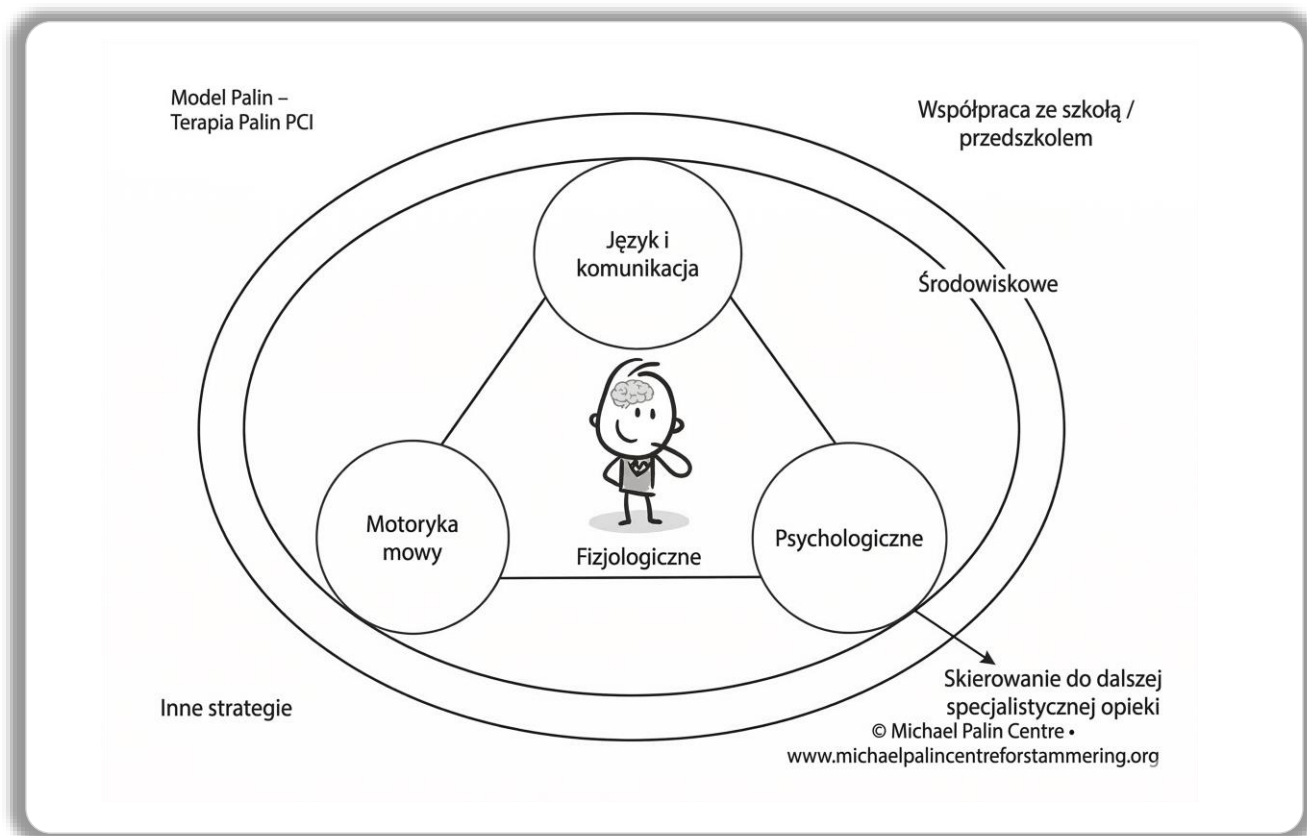 Model Palin –
Terapia Palin PCI
Współpraca ze szkołą /
przedszkolem
Język i
komunikacja
Środowiskowe
Motoryka
mowy
Fizjologiczne
Psychologiczne
Inne strategie
Skierowanie do dalszej
specjalistycznej opieki
© Michael Palin Centre •
www.michaelpalincentreforstammering.org